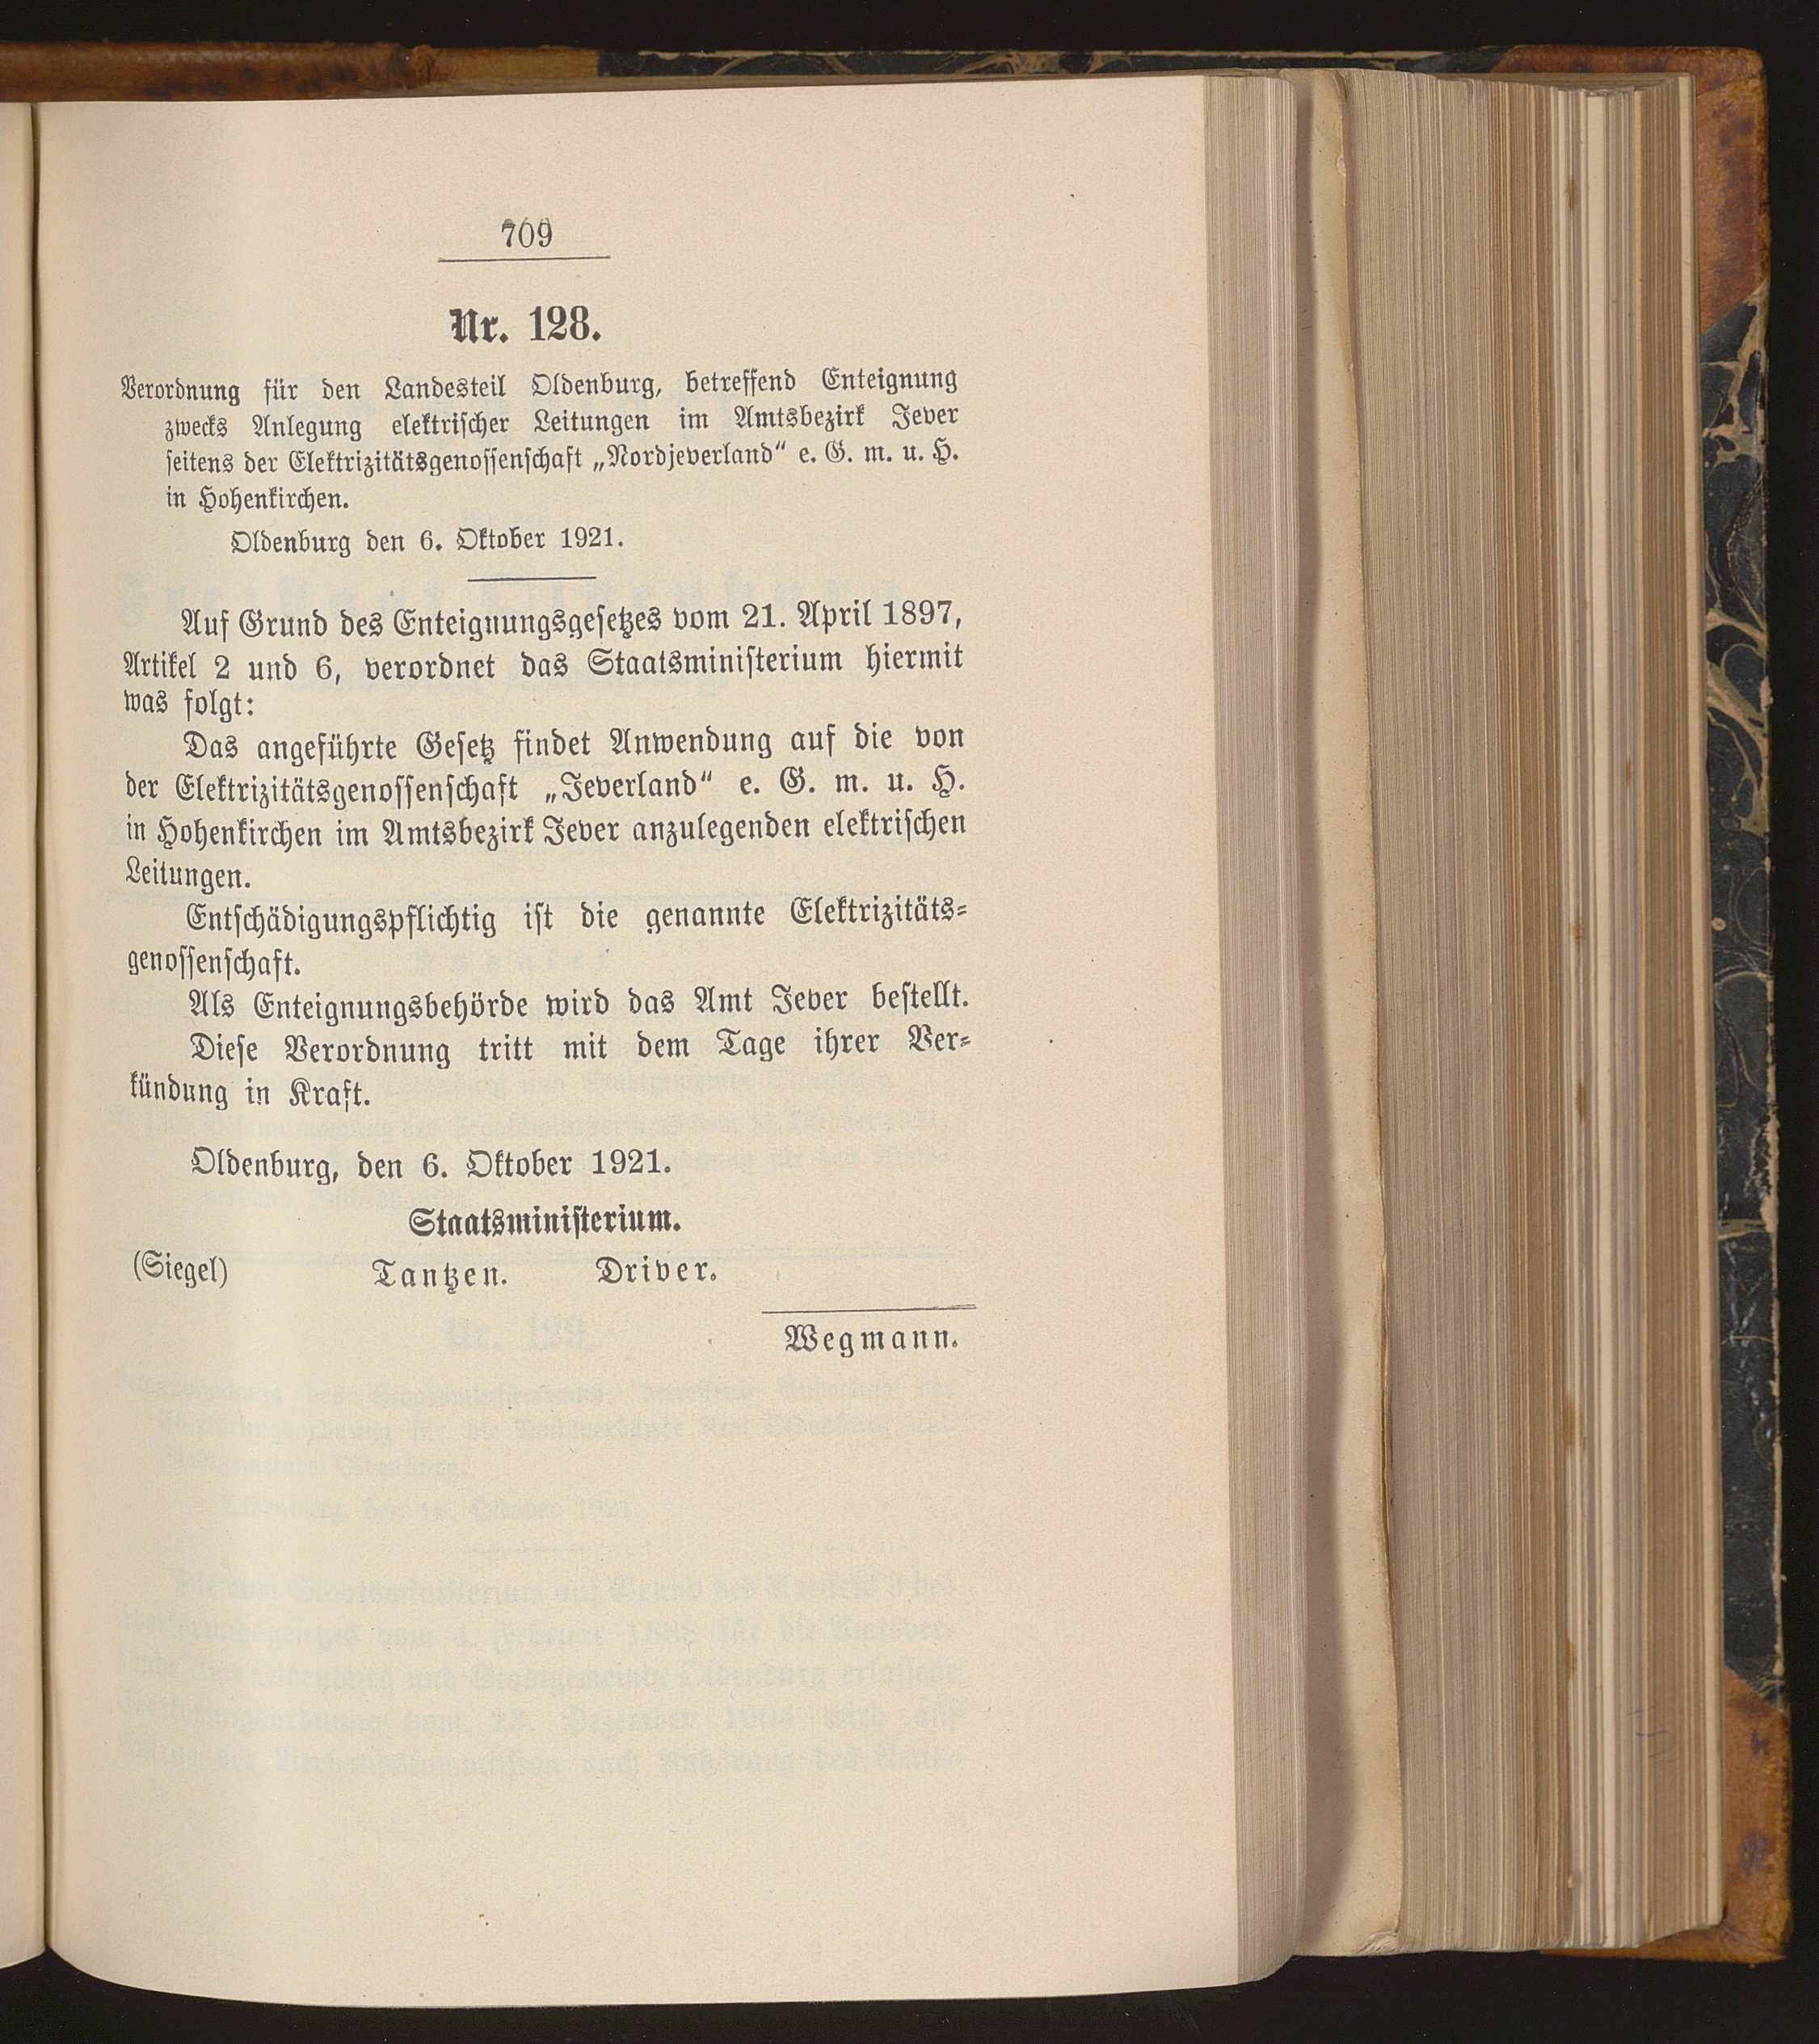 709
Nr. 128.
Verordnung für den Landesteil Oldenburg, betreffend Enteignung
zwecks Anlegung elektrischer Leitungen im Amtsbezirk Jever
seitens der Elektrizitätsgenossenschaft „Nordjeverland“ e. G. m. u. H.
in Hohenkirchen.
Oldenburg den 6. Oktober 1921.
Auf Grund des Enteignungsgesetzes vom 21. April 1897,
Artikel 2 und 6, verordnet das Staatsministerium hiermit
was folgt:
Das angeführte Gesetz findet Anwendung auf die von
der Elektrizitätsgenossenschaft „Jeverland“ e. G. m. u. H.
in Hohenkirchen im Amtsbezirk Jever anzulegenden elektrischen
Leitungen.
Entschädigungspflichtig ist die genannte Elektrizitäts-
genossenschaft.
Als Enteignungsbehörde wird das Amt Jever bestellt.
Diese Verordnung tritt mit dem Tage ihrer Ver-
kündung in Kraft.
Oldenburg, den 6. Oktober 1921.
Staatsministerium.
(Siegel) Tantzen. Driver.
Wegmann.